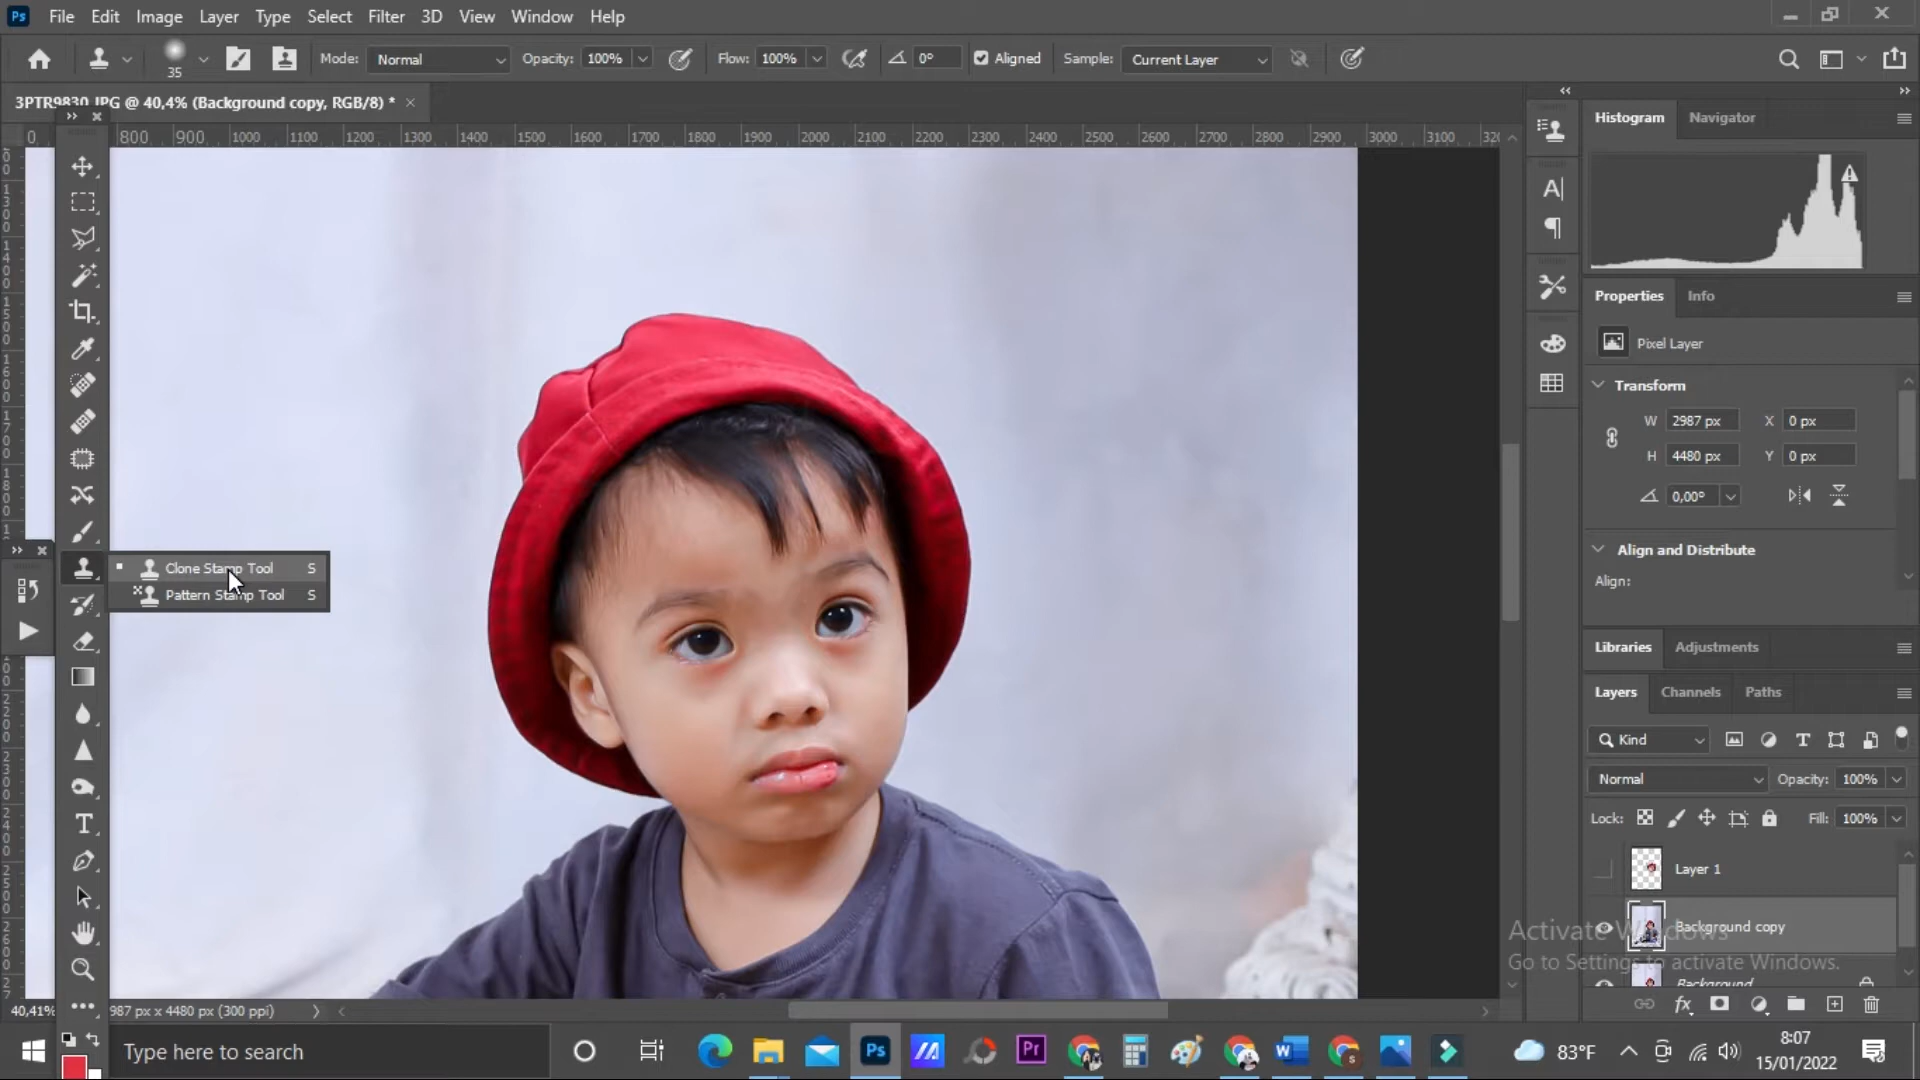 Ps File Edit Image Layer Type Select Filter 3D View Window Help
35 Mode: Normal Opacity: 100% Flow: 100% 0° Aligned Sample: Current Layer
3PTR9830.JPG @ 40,4% (Background copy, RGB/8) * ×
0 800 900 1000 1100 1200 1300 1400 1500 1600 1700 1800 1900 2000 2100 2200 2300 2400 2500 2600 2700 2800 2900 3000 3100
Histogram Navigator
Properties Info
Pixel Layer
Transform
W 2987 px X 0 px
H 4480 px Y 0 px
0,00°
Align and Distribute
Align:
Clone Stamp Tool S
Pattern Stamp Tool S
Libraries Adjustments
Layers Channels Paths
Kind
Normal Opacity: 100%
Lock: Fill: 100%
Layer 1
Background copy
Background
Activate Windows
Go to Settings to activate Windows.
40,41% 987 px x 4480 px (300 ppi)
Type here to search
Ps Pr W S
83°F
8:07
15/01/2022